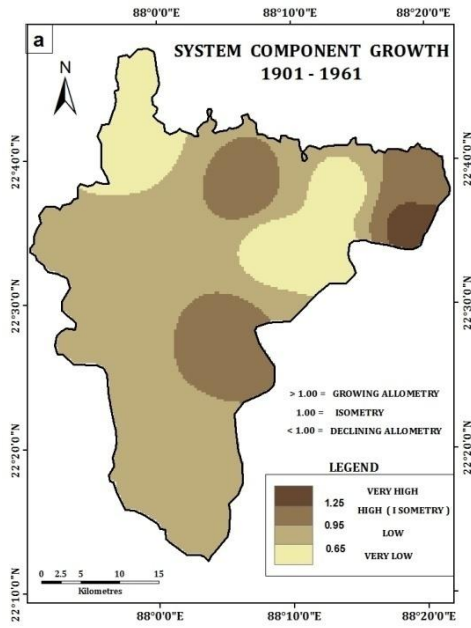 88°0'0"E 88°10'0"E 88°20'0"E
a
SYSTEM COMPONENT GROWTH
1901 - 1961
N
22°40'0"N 22°40'0"N
22°30'0"N 22°30'0"N
22°20'0"N 22°20'0"N
22°10'0"N 22°10'0"N
> 1.00 = GROWING ALLOMETRY
1.00 = ISOMETRY
< 1.00 = DECLINING ALLOMETRY
LEGEND
VERY HIGH
1.25
HIGH ( I SOMETRY )
0.95
LOW
0.65
VERY LOW
0 2.5 5 10 15
Kilometres
88°0'0"E 88°10'0"E 88°20'0"E